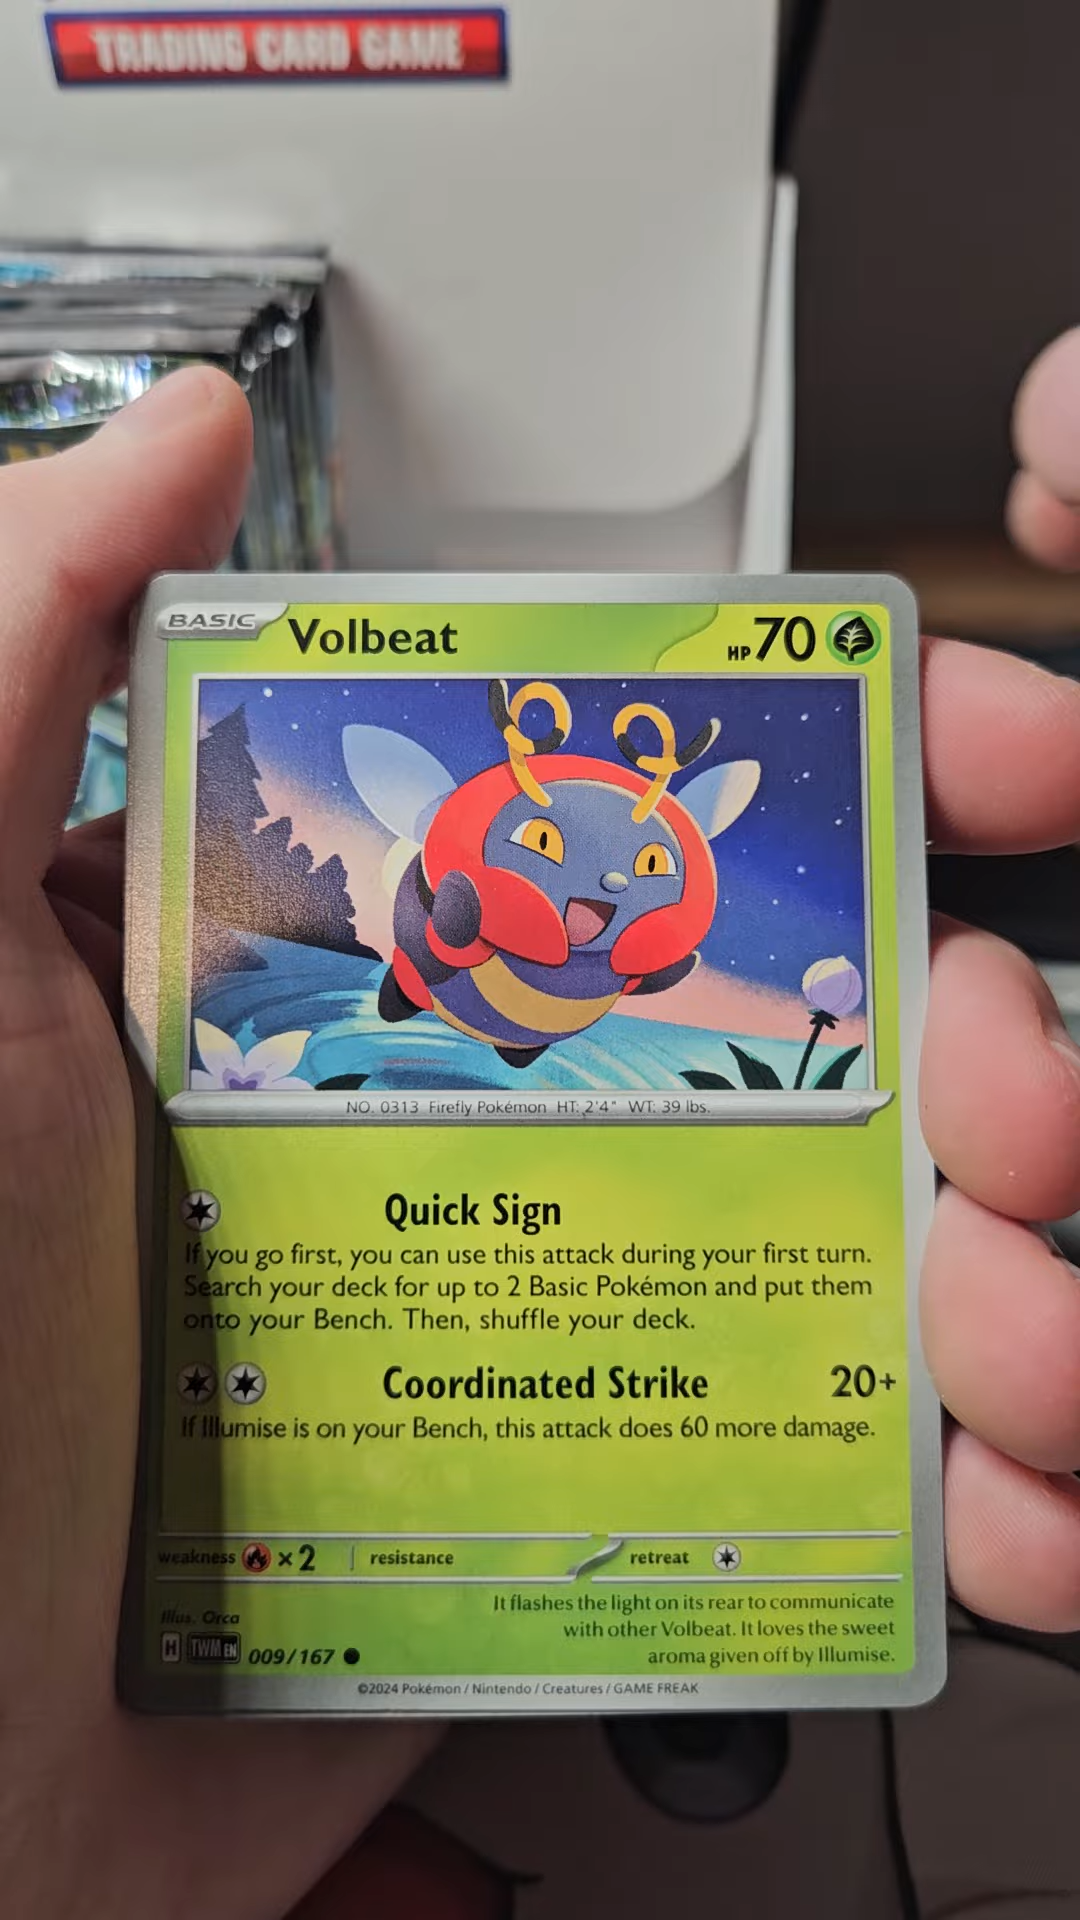 TRADING CARD GAME
BASIC Volbeat HP 70
NO. 0313 Firefly Pokémon HT: 2'4" WT: 39 lbs.
Quick Sign
If you go first, you can use this attack during your first turn.
Search your deck for up to 2 Basic Pokémon and put them
onto your Bench. Then, shuffle your deck.
Coordinated Strike 20+
If Illumise is on your Bench, this attack does 60 more damage.
weakness ×2 resistance retreat
It flashes the light on its rear to communicate
with other Volbeat. It loves the sweet
aroma given off by Illumise.
Illus. Orca
H TWM EN 009/167
©2024 Pokémon / Nintendo / Creatures / GAME FREAK